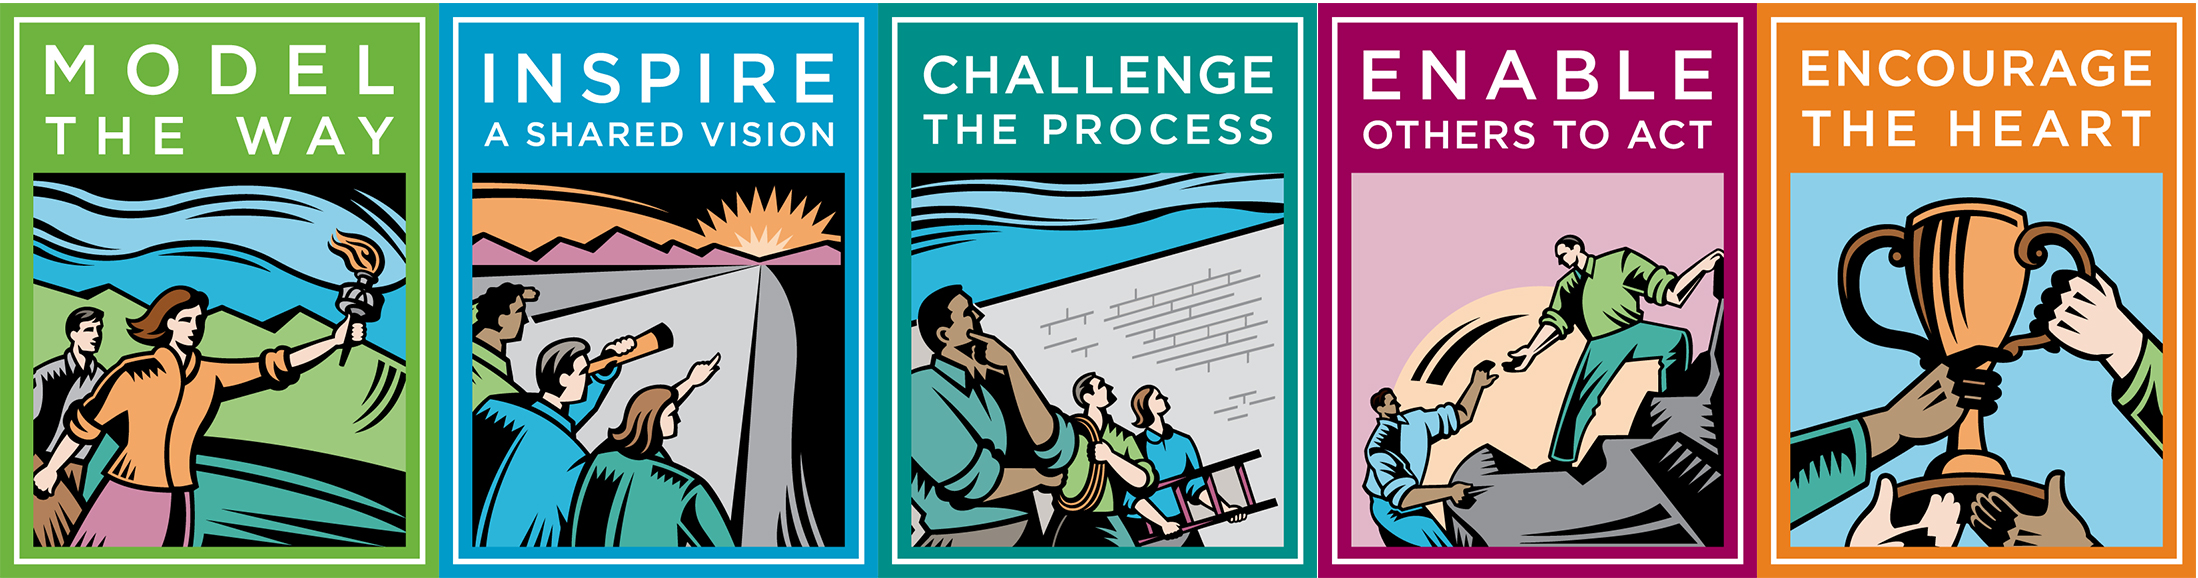 MODEL
THE WAY
INSPIRE
A SHARED VISION
CHALLENGE
THE PROCESS
ENABLE
OTHERS TO ACT
ENCOURAGE
THE HEART